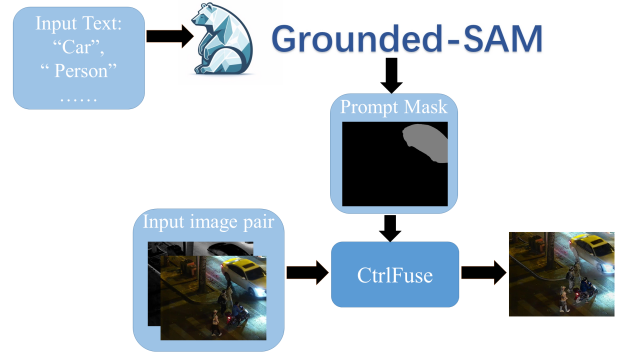 Input Text:
“Car”,
“ Person”
……
Grounded-SAM
Prompt Mask
Input image pair
CtrlFuse